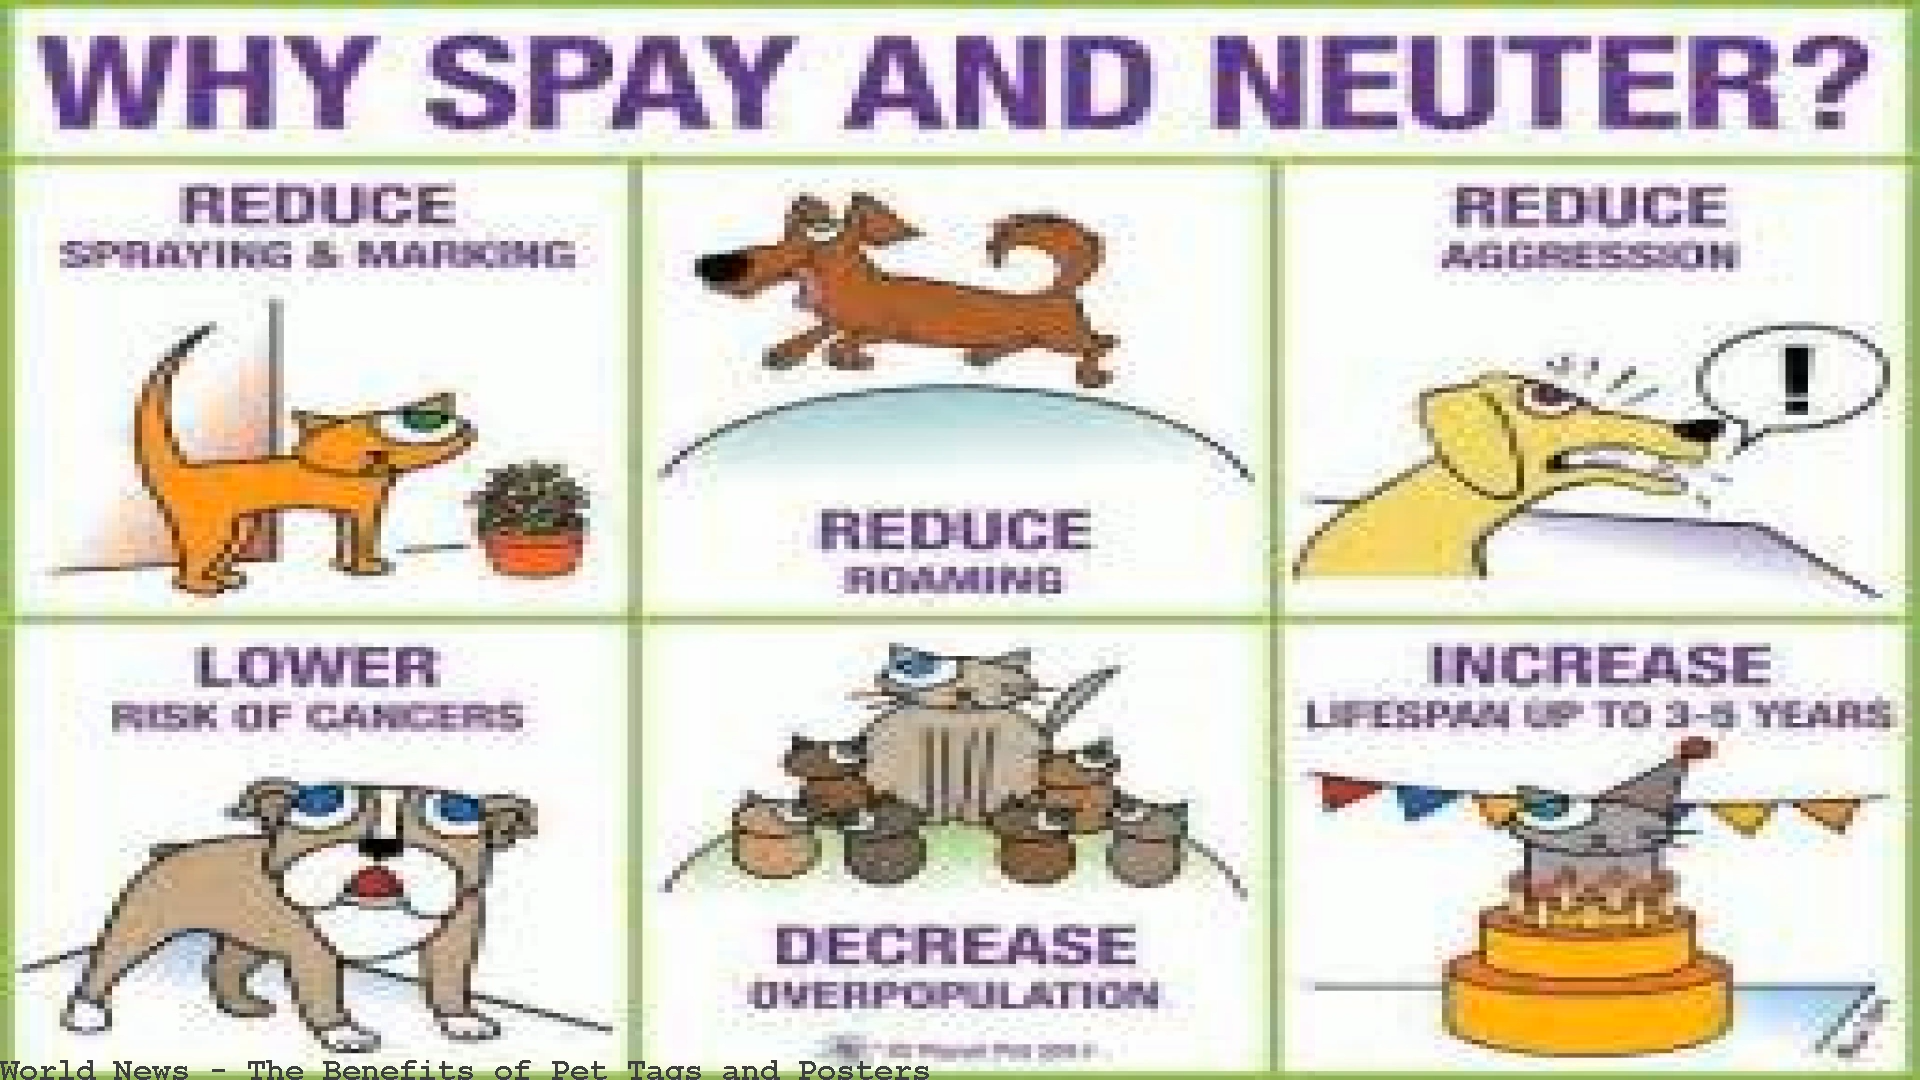 WHY SPAY AND NEUTER?
REDUCE
SPRAYING & MARKING
REDUCE
ROAMING
REDUCE
AGGRESSION
!
LOWER
RISK OF CANCERS
DECREASE
OVERPOPULATION
INCREASE
LIFESPAN UP TO 3-5 YEARS
World News - The Benefits of Pet Tags and Posters